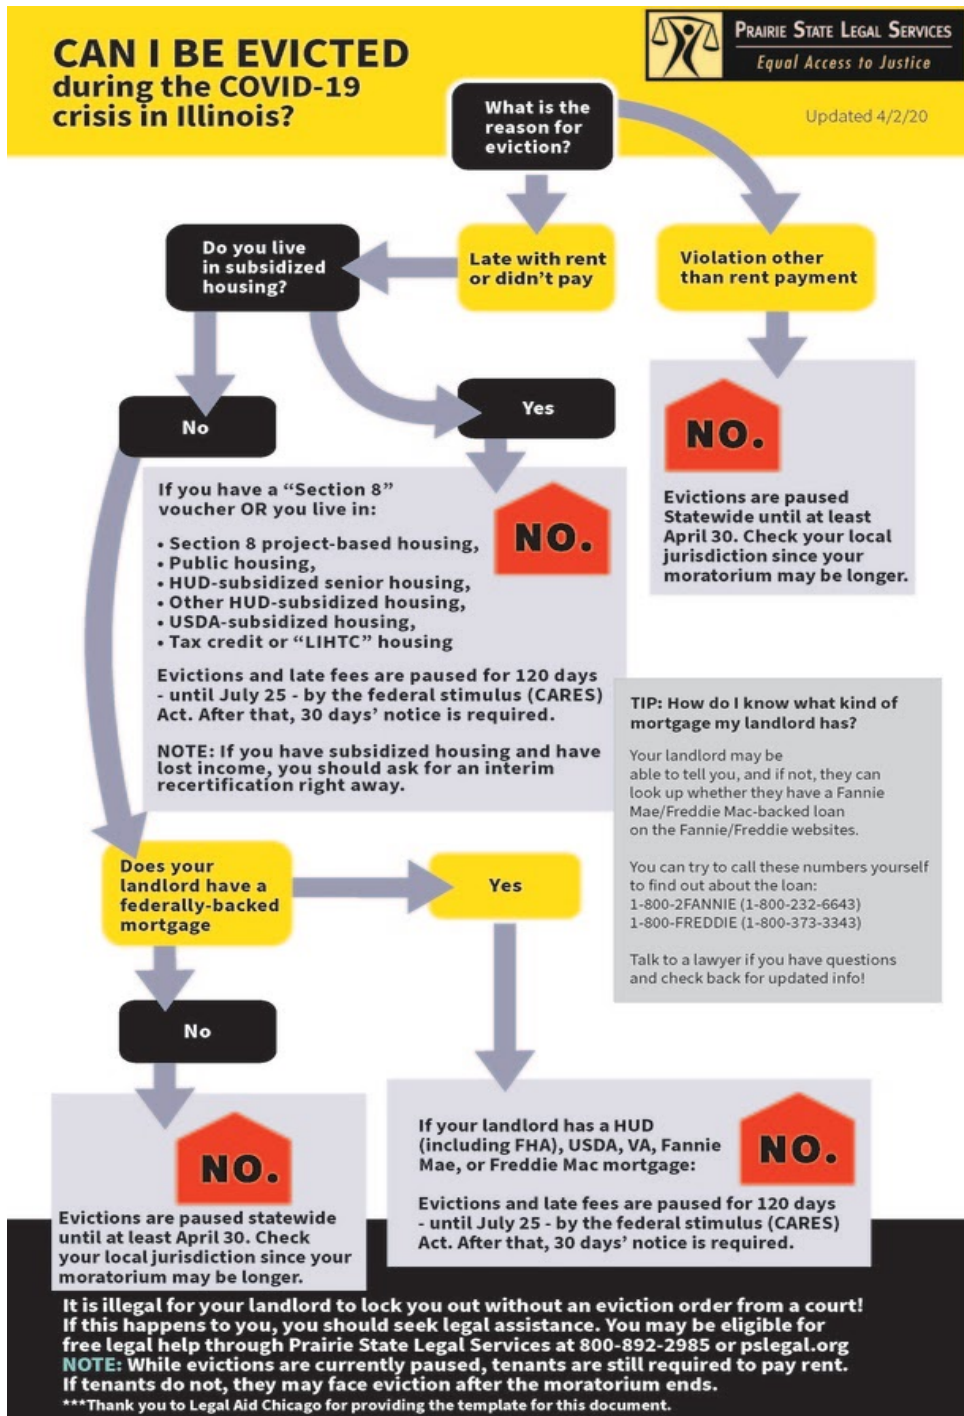 CAN I BE EVICTED
during the COVID-19
crisis in Illinois?
PRAIRIE STATE LEGAL SERVICES
Equal Access to Justice
Updated 4/2/20
What is the
reason for
eviction?
Do you live
in subsidized
housing?
Late with rent
or didn't pay
Violation other
than rent payment
No
Yes
NO.
Evictions are paused
Statewide until at least
April 30. Check your local
jurisdiction since your
moratorium may be longer.
If you have a “Section 8”
voucher OR you live in:
NO.
• Section 8 project-based housing,
• Public housing,
• HUD-subsidized senior housing,
• Other HUD-subsidized housing,
• USDA-subsidized housing,
• Tax credit or “LIHTC” housing
Evictions and late fees are paused for 120 days
- until July 25 - by the federal stimulus (CARES)
Act. After that, 30 days' notice is required.
NOTE: If you have subsidized housing and have
lost income, you should ask for an interim
recertification right away.
TIP: How do I know what kind of
mortgage my landlord has?
Your landlord may be
able to tell you, and if not, they can
look up whether they have a Fannie
Mae/Freddie Mac-backed loan
on the Fannie/Freddie websites.
You can try to call these numbers yourself
to find out about the loan:
1-800-2FANNIE (1-800-232-6643)
1-800-FREDDIE (1-800-373-3343)
Talk to a lawyer if you have questions
and check back for updated info!
Does your
landlord have a
federally-backed
mortgage
Yes
No
NO.
Evictions are paused statewide
until at least April 30. Check
your local jurisdiction since your
moratorium may be longer.
If your landlord has a HUD
(including FHA), USDA, VA, Fannie
Mae, or Freddie Mac mortgage:
NO.
Evictions and late fees are paused for 120 days
- until July 25 - by the federal stimulus (CARES)
Act. After that, 30 days' notice is required.
It is illegal for your landlord to lock you out without an eviction order from a court!
If this happens to you, you should seek legal assistance. You may be eligible for
free legal help through Prairie State Legal Services at 800-892-2985 or pslegal.org
NOTE: While evictions are currently paused, tenants are still required to pay rent.
If tenants do not, they may face eviction after the moratorium ends.
***Thank you to Legal Aid Chicago for providing the template for this document.